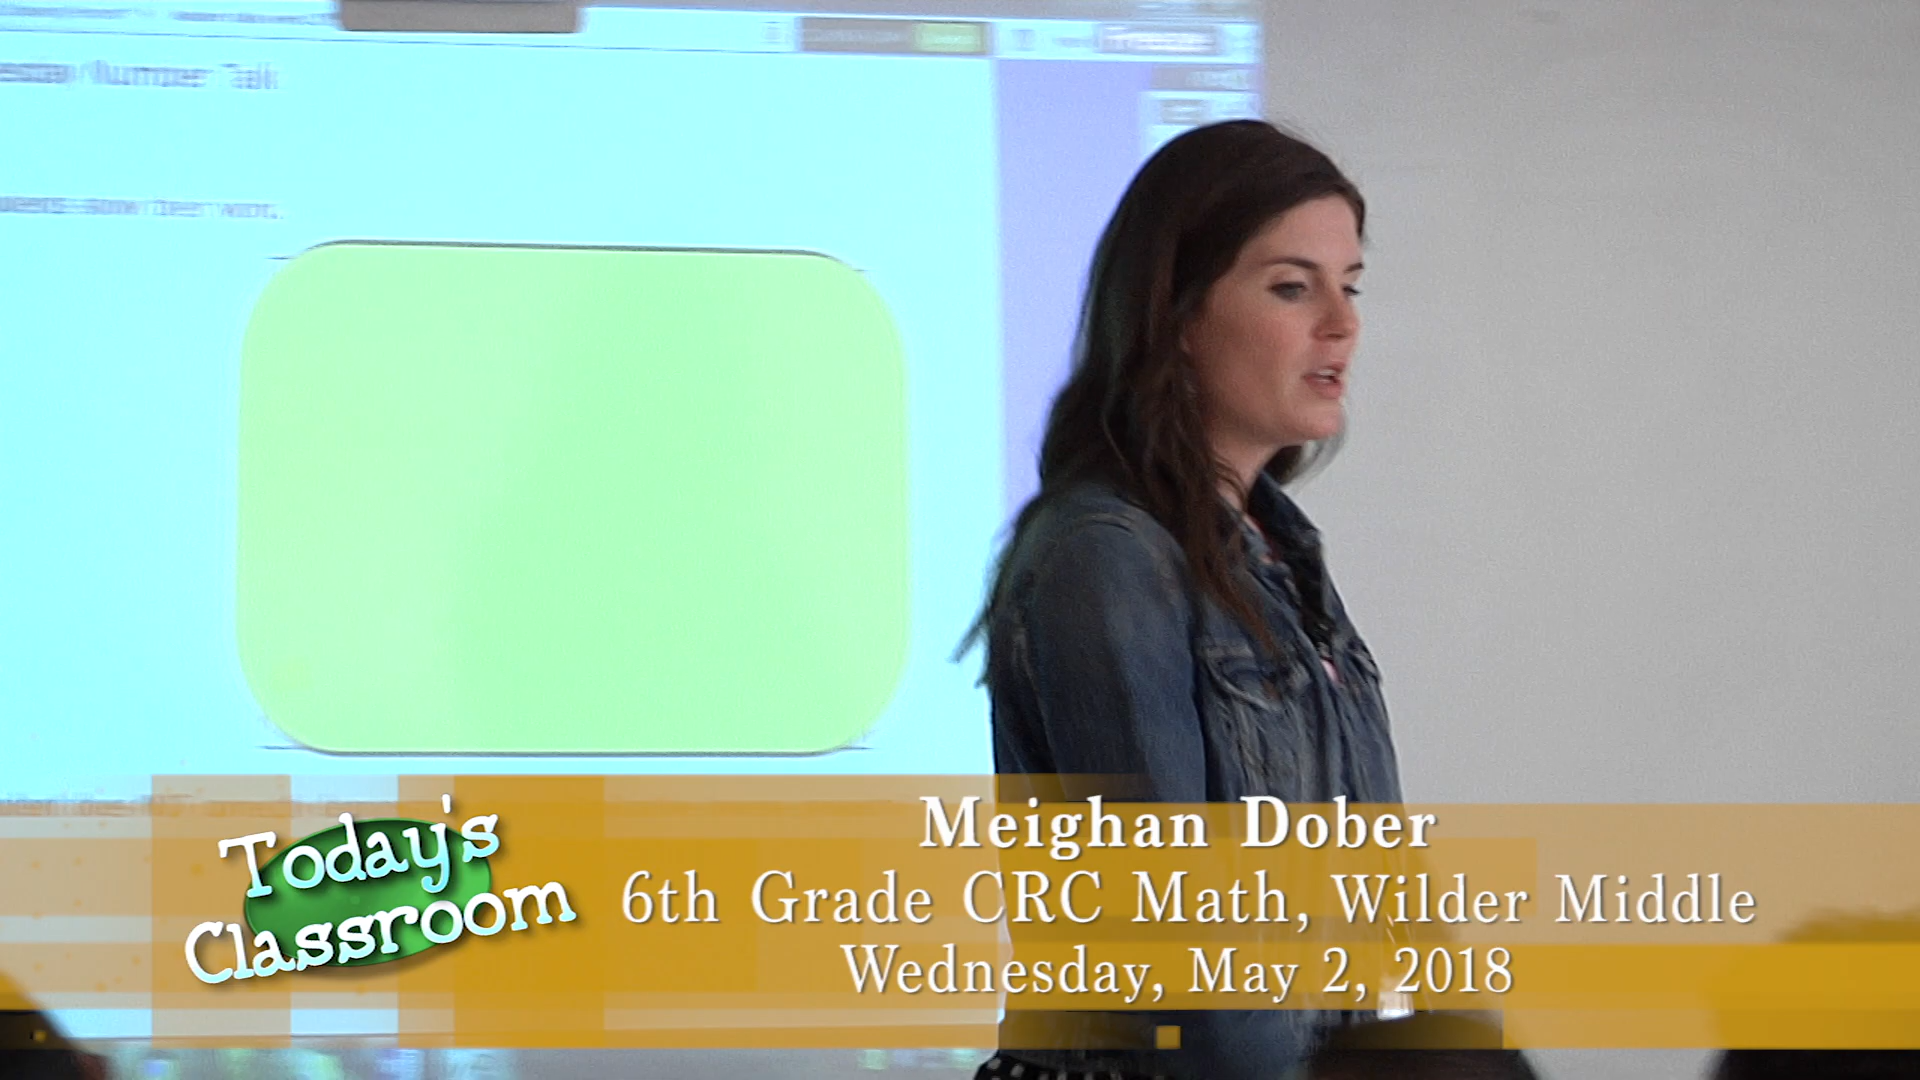 Number Talk
Today's
Classroom
Meighan Dober
6th Grade CRC Math, Wilder Middle
Wednesday, May 2, 2018